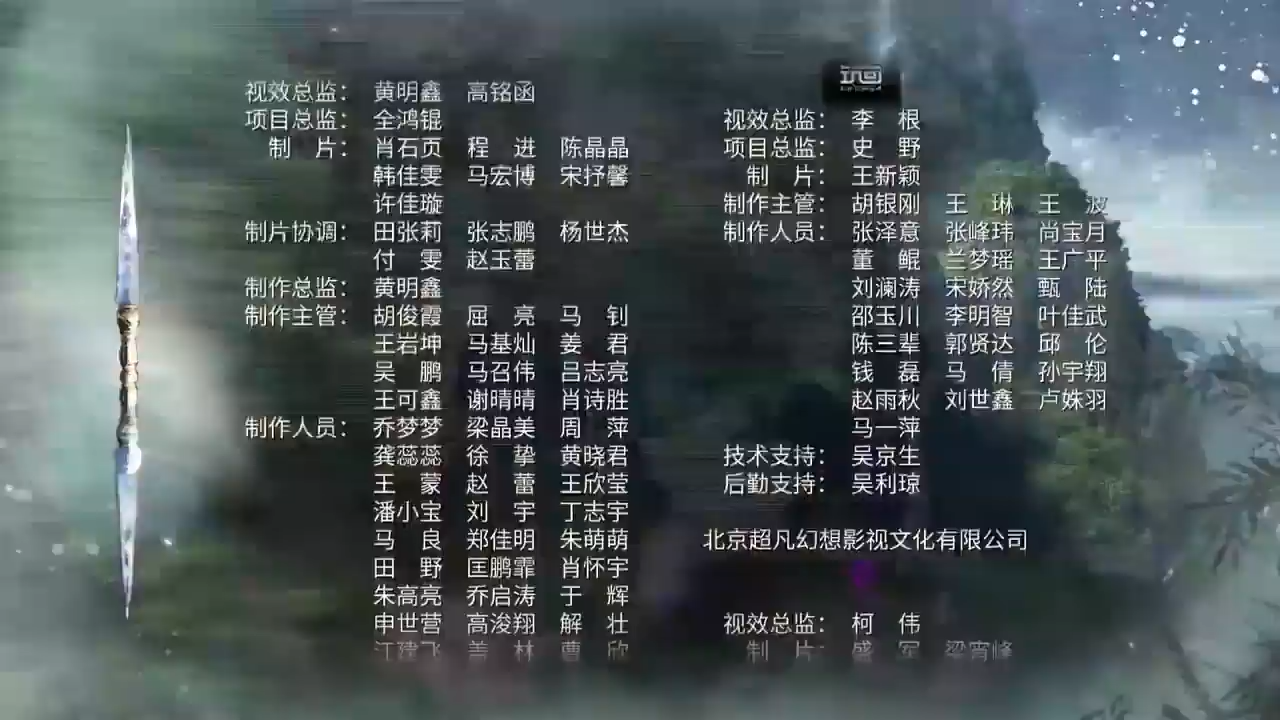 视效总监： 黄明鑫 高铭函
项目总监： 全鸿锟
制 片： 肖石页 程 进 陈晶晶
韩佳雯 马宏博 宋抒馨
许佳璇
制片协调： 田张莉 张志鹏 杨世杰
付 雯 赵玉蕾
制作总监： 黄明鑫
制作主管： 胡俊霞 屈 亮 马 钊
王岩坤 马基灿 姜 君
吴 鹏 马召伟 吕志亮
王可鑫 谢晴晴 肖诗胜
制作人员： 乔梦梦 梁晶美 周 萍
龚蕊蕊 徐 挚 黄晓君
王 蒙 赵 蕾 王欣莹
潘小宝 刘 宇 丁志宇
马 良 郑佳明 朱萌萌
田 野 匡鹏霏 肖怀宇
朱高亮 乔启涛 于 辉
申世营 高浚翔 解 壮
江建飞 盖 林 曹 欣
视效总监： 李 根
项目总监： 史 野
制 片： 王新颖
制作主管： 胡银刚 王 琳 王 波
制作人员： 张泽意 张峰玮 尚宝月
董 鲲 兰梦瑶 王广平
刘澜涛 宋娇然 甄 陆
邵玉川 李明智 叶佳武
陈三辈 郭贤达 邱 伦
钱 磊 马 倩 孙宇翔
赵雨秋 刘世鑫 卢姝羽
马一萍
技术支持： 吴京生
后勤支持： 吴利琼
北京超凡幻想影视文化有限公司
视效总监： 柯 伟
制 片： 盛 军 梁宵峰